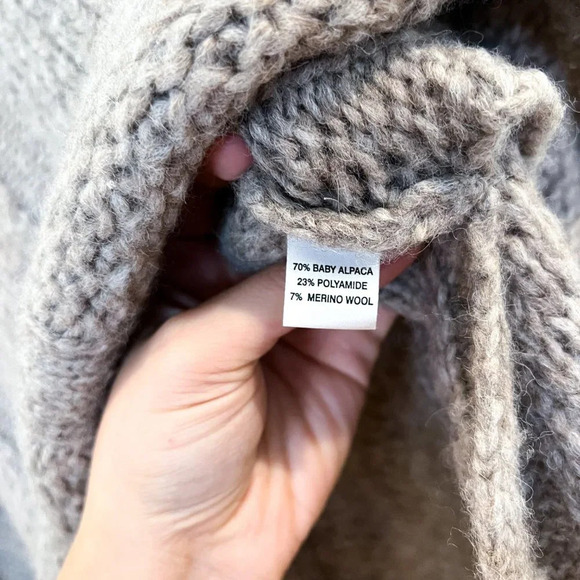 70% BABY ALPACA
23% POLYAMIDE
7% MERINO WOOL